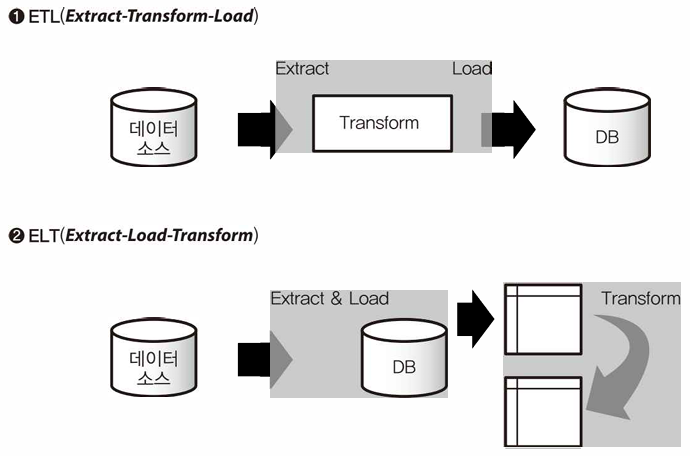 ❶ ETL(Extract-Transform-Load)
Extract
Load
데이터
소스
Transform
DB
❷ ELT(Extract-Load-Transform)
Extract & Load
Transform
데이터
소스
DB